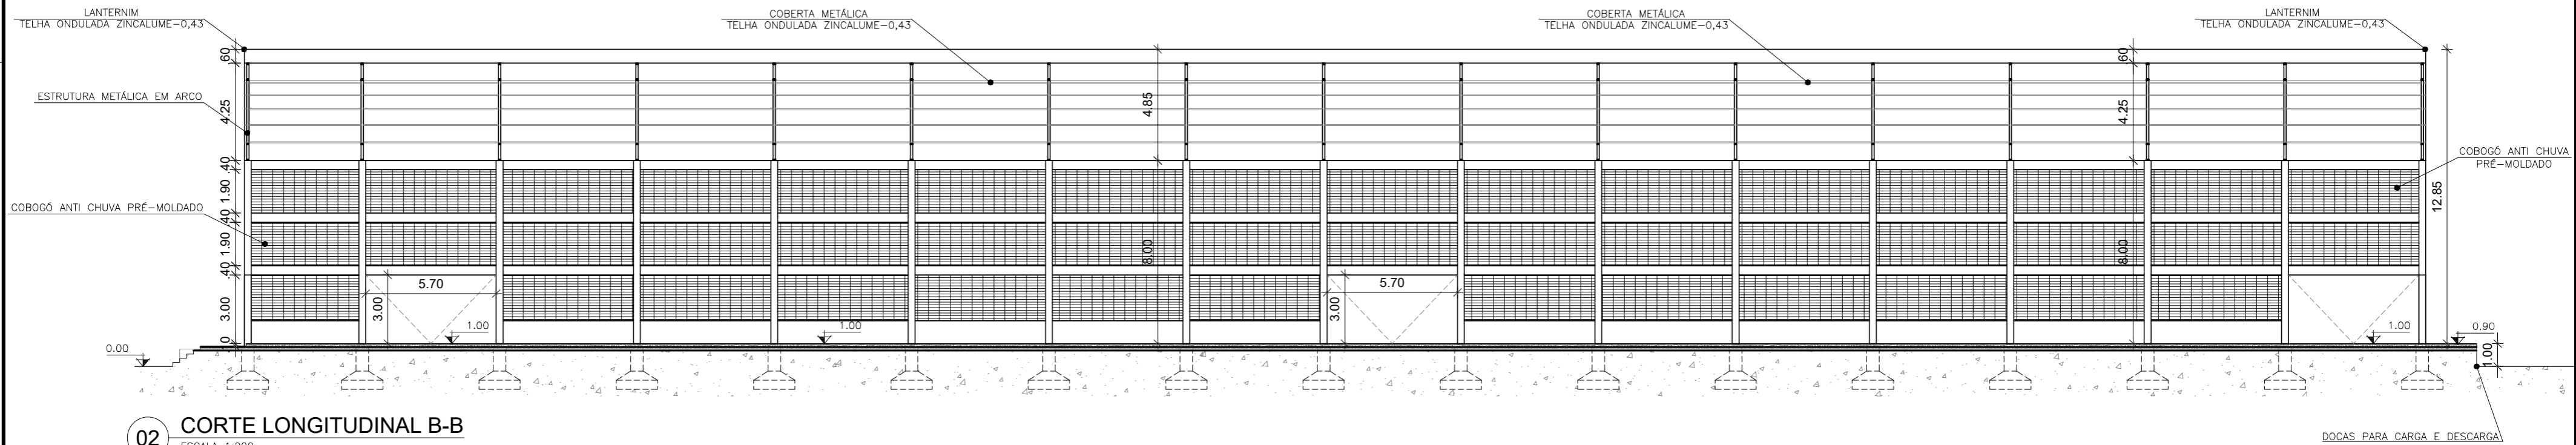 LANTERNIM
TELHA ONDULADA ZINCALUME-0,43
COBERTA METÁLICA
TELHA ONDULADA ZINCALUME-0,43
COBERTA METÁLICA
TELHA ONDULADA ZINCALUME-0,43
LANTERNIM
TELHA ONDULADA ZINCALUME-0,43
.60
.60
ESTRUTURA METÁLICA EM ARCO
4.25
4.85
4.25
.40
COBOGÓ ANTI CHUVA
PRÉ-MOLDADO
1.90
12.85
COBOGÓ ANTI CHUVA PRÉ-MOLDADO
.40
1.90
8.00
8.00
.40
5.70
5.70
3.00
3.00
3.00
1.00
1.00
1.00
0.90
0.00
1.00
02
CORTE LONGITUDINAL B-B
DOCAS PARA CARGA E DESCARGA